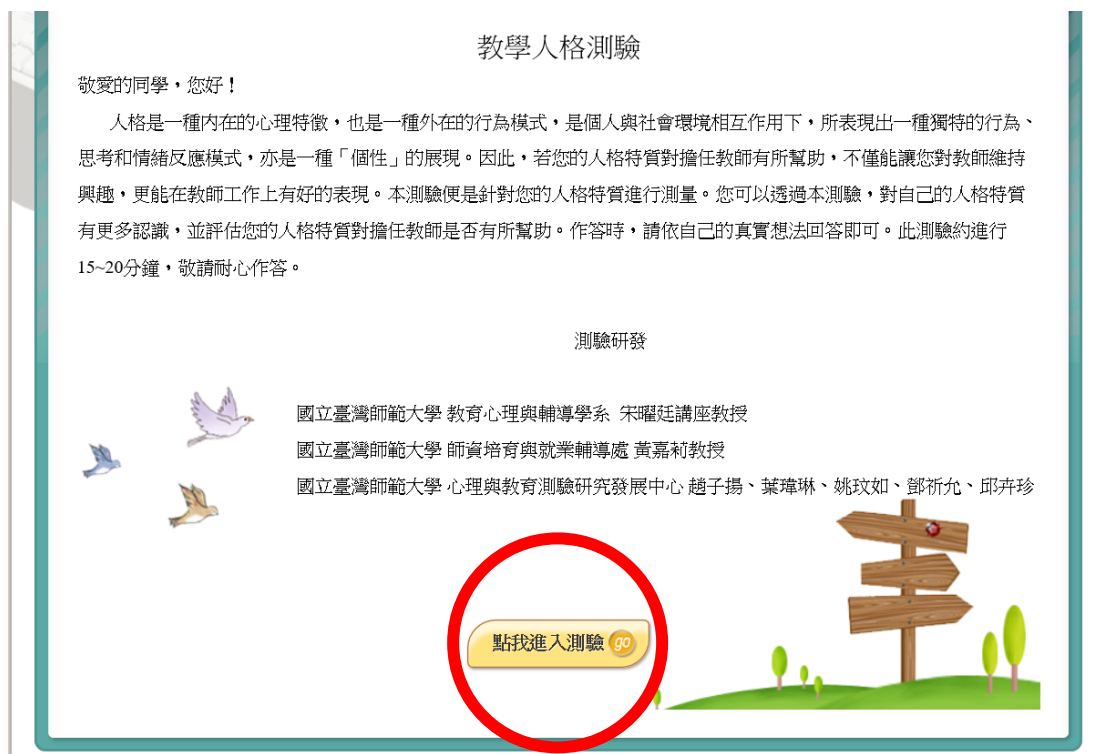 教學人格測驗
敬愛的同學，您好！
人格是一種內在的心理特徵，也是一種外在的行為模式，是個人與社會環境相互作用下，所表現出一種獨特的行為、
思考和情緒反應模式，亦是一種「個性」的展現。因此，若您的人格特質對擔任教師有所幫助，不僅能讓您對教師維持
興趣，更能在教師工作上有好的表現。本測驗便是針對您的人格特質進行測量。您可以透過本測驗，對自己的人格特質
有更多認識，並評估您的人格特質對擔任教師是否有所幫助。作答時，請依自己的真實想法回答即可。此測驗約進行
15~20分鐘，敬請耐心作答。
測驗研發
國立臺灣師範大學 教育心理與輔導學系 宋曜廷講座教授
國立臺灣師範大學 師資培育與就業輔導處 黃嘉莉教授
國立臺灣師範大學 心理與教育測驗研究發展中心 趙子揚、葉瑋琳、姚玟如、鄧祈允、邱卉珍
點我進入測驗 go